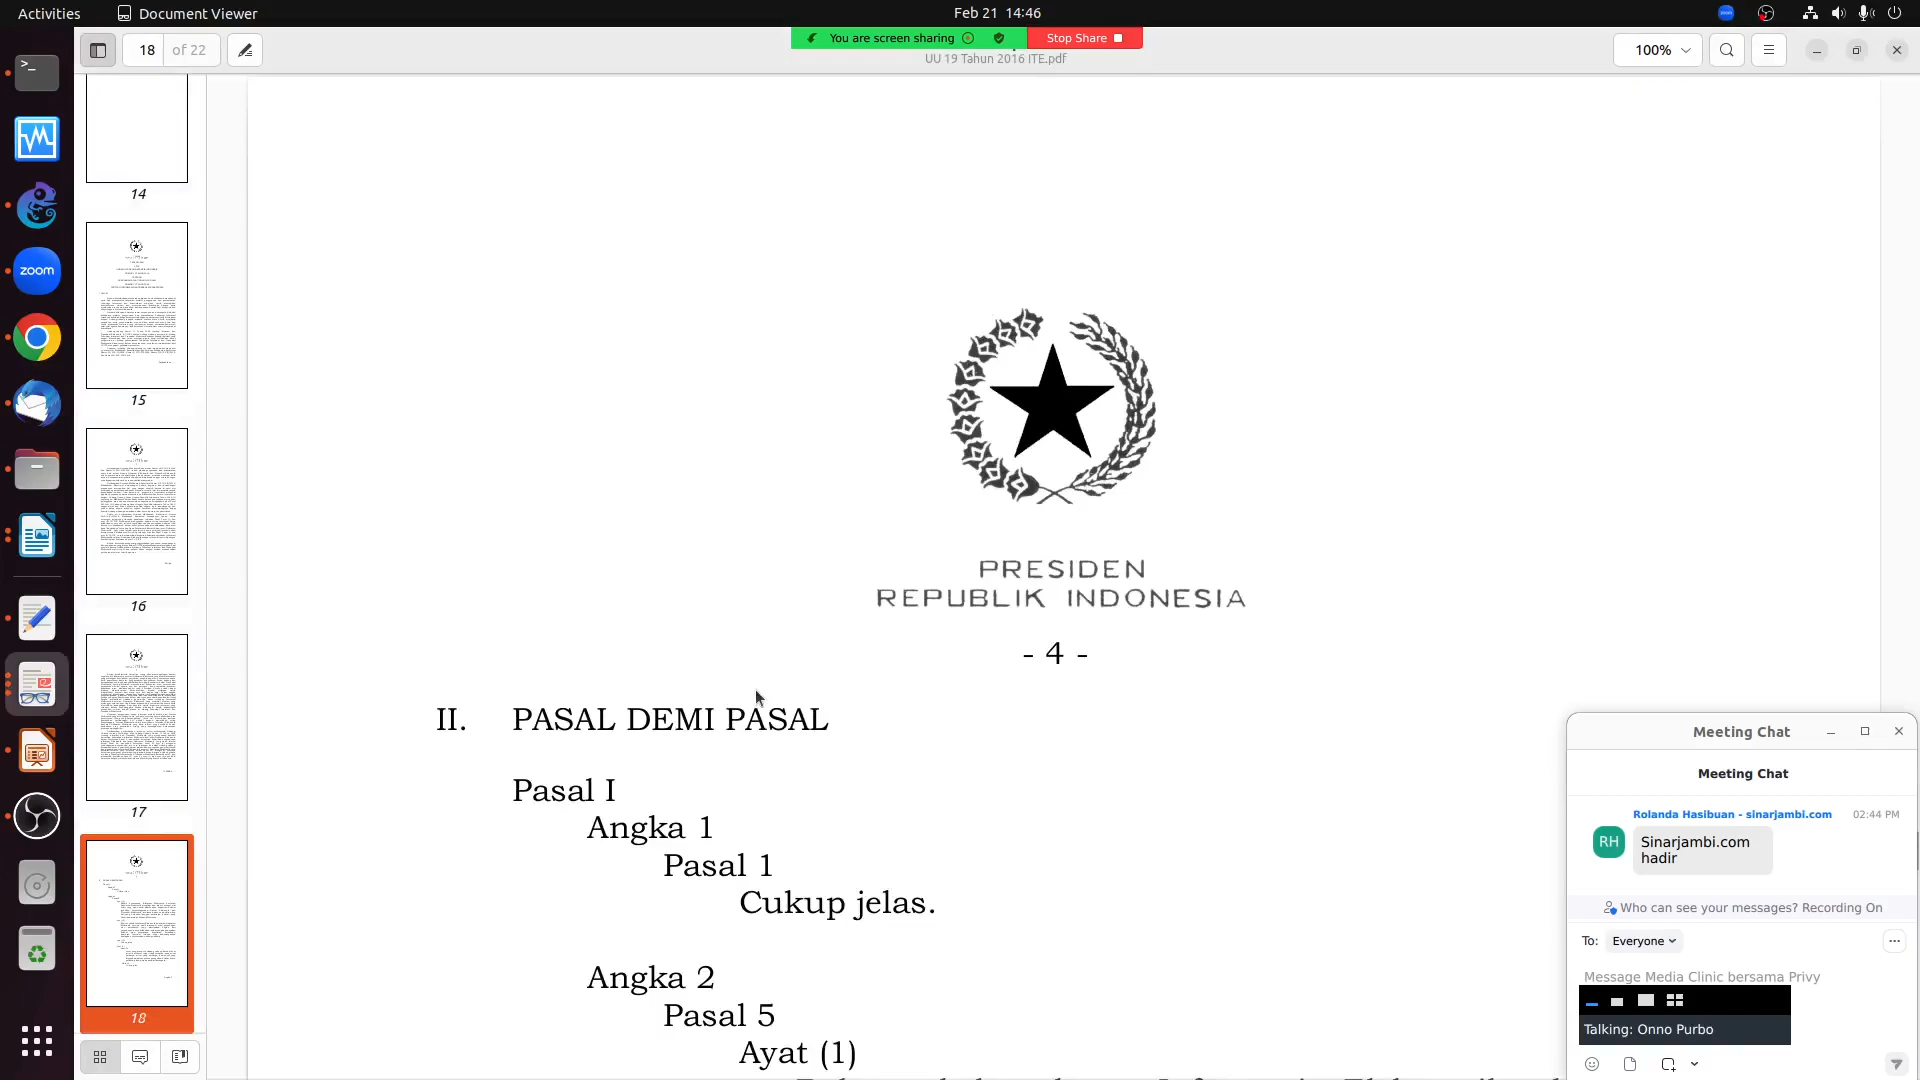 Activities
Document Viewer
Feb 21 14:46
You are screen sharing
Stop Share
18
of 22
UU 19 Tahun 2016 ITE.pdf
100%
zoom
14
15
16
17
18
PRESIDEN
REPUBLIK INDONESIA
- 4 -
II. PASAL DEMI PASAL
Pasal I
Angka 1
Pasal 1
Cukup jelas.
Angka 2
Pasal 5
Ayat (1)
Meeting Chat
Meeting Chat
Rolanda Hasibuan - sinarjambi.com 02:44 PM
RH
Sinarjambi.com
hadir
Who can see your messages? Recording On
To: Everyone
Message Media Clinic bersama Privy
Talking: Onno Purbo